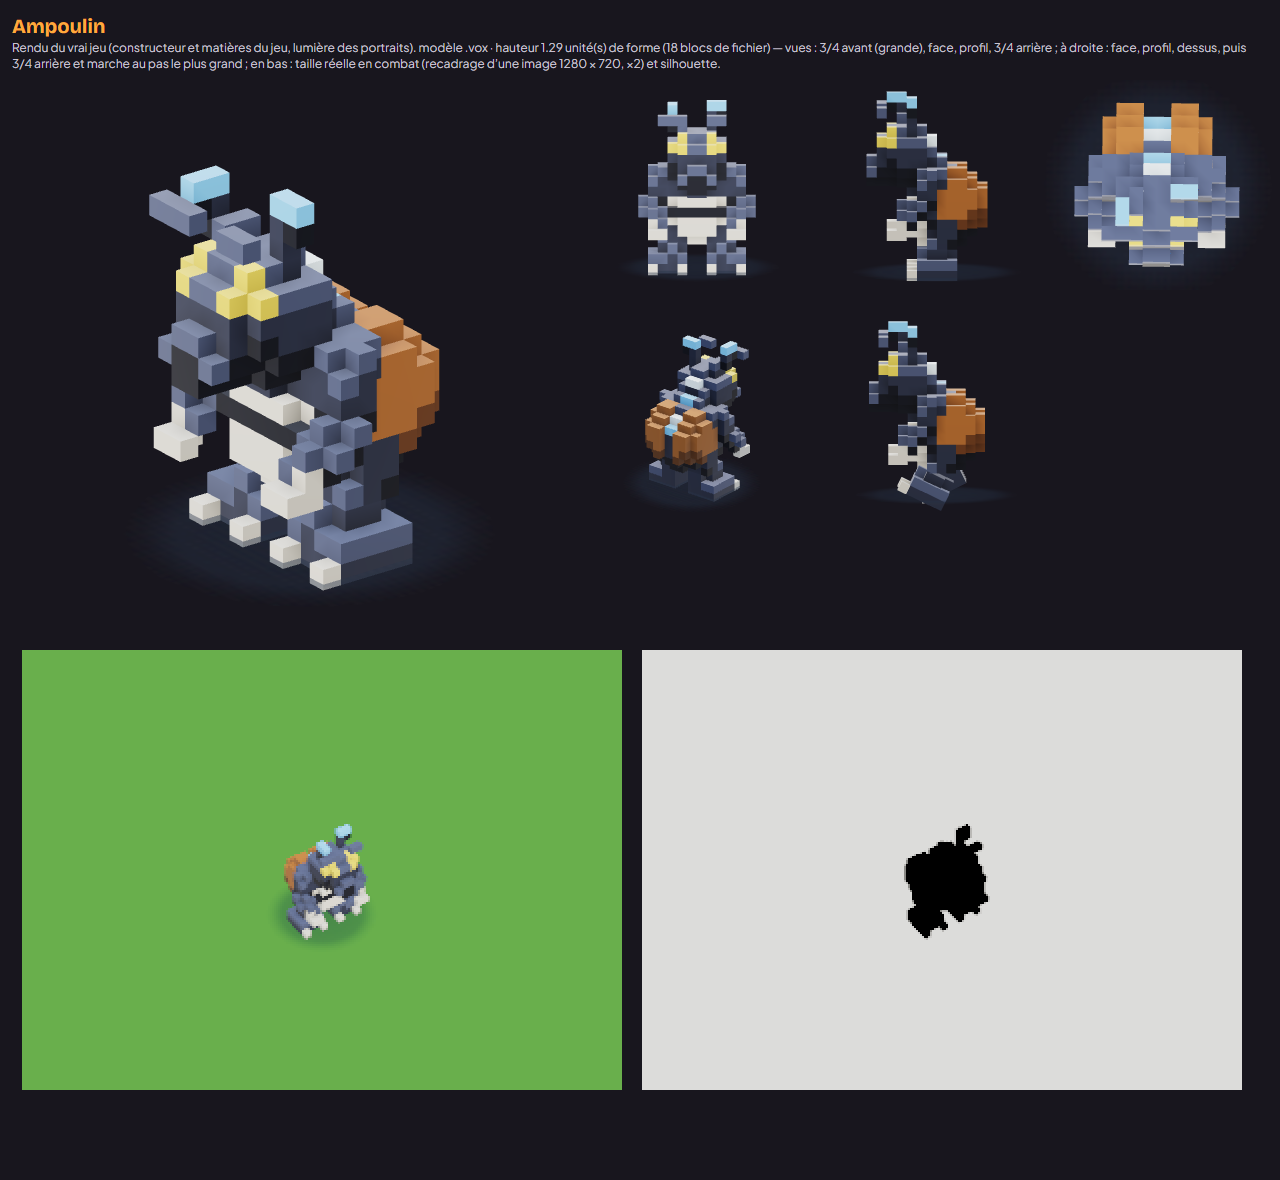 Ampoulin
Rendu du vrai jeu (constructeur et matières du jeu, lumière des portraits). modèle .vox · hauteur 1.29 unité(s) de forme (18 blocs de fichier) — vues : 3/4 avant (grande), face, profil, 3/4 arrière ; à droite : face, profil, dessus, puis
3/4 arrière et marche au pas le plus grand ; en bas : taille réelle en combat (recadrage d'une image 1280 × 720, ×2) et silhouette.